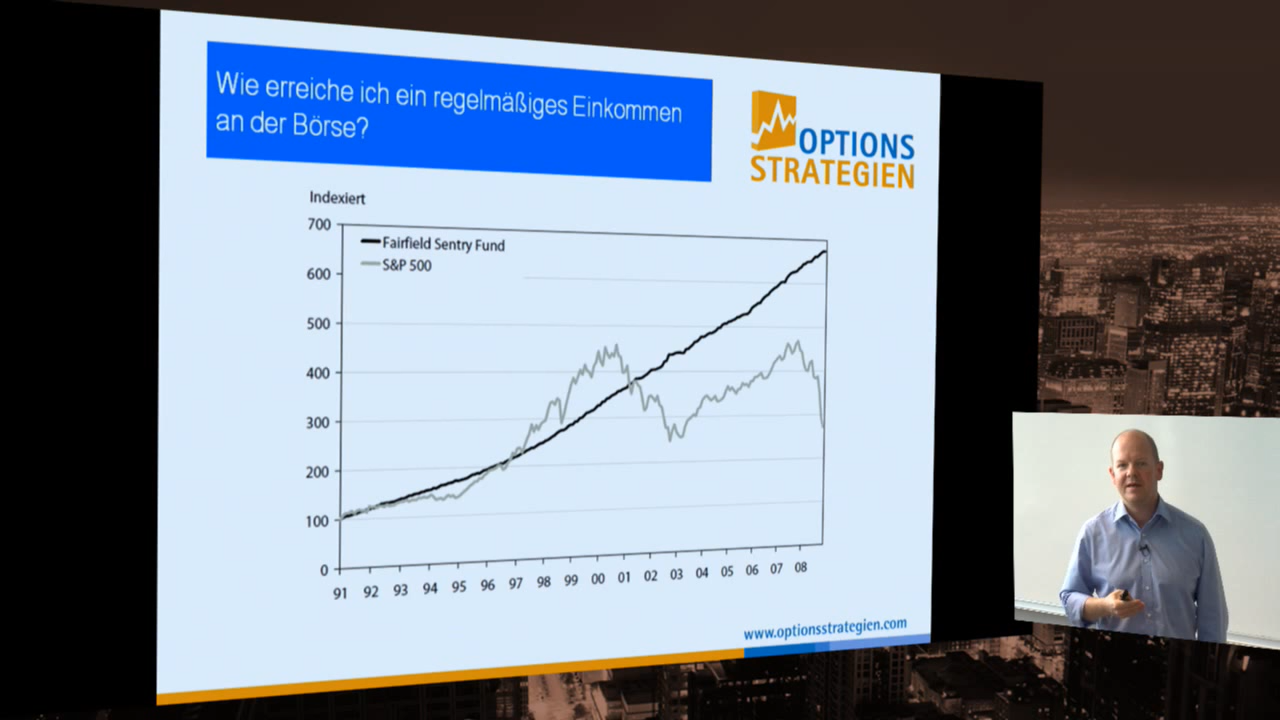 Wie erreiche ich ein regelmäßiges Einkommen
an der Börse?
OPTIONS
STRATEGIEN
Indexiert
700
600
500
400
300
200
100
0
Fairfield Sentry Fund
S&P 500
91 92 93 94 95 96 97 98 99 00 01 02 03 04 05 06 07 08
www.optionsstrategien.com